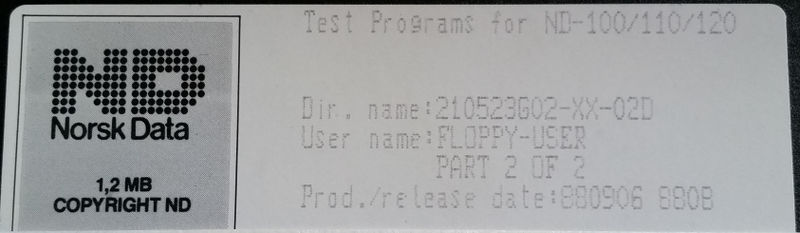 ND
Norsk Data
1,2 MB
COPYRIGHT ND
Test Programs for ND-100/110/120
Dir. name:210523G02-XX-02D
User name:FLOPPY-USER
PART 2 OF 2
Prod./release date:880906 8808